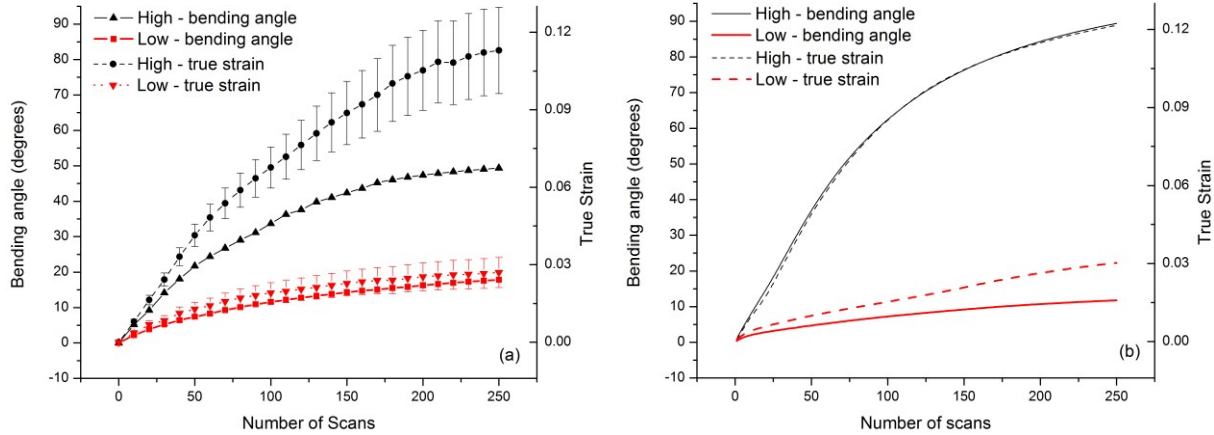 High - bending angle
Low - bending angle
High - true strain
Low - true strain
90
80
70
60
50
40
30
20
10
0
-10
Bending angle (degrees)
0.12
0.09
0.06
0.03
0.00
True Strain
0 50 100 150 200 250
Number of Scans
(a)
High - bending angle
Low - bending angle
High - true strain
Low - true strain
90
80
70
60
50
40
30
20
10
0
-10
Bending angle (degrees)
0.12
0.09
0.06
0.03
0.00
True Strain
0 50 100 150 200 250
Number of scans
(b)